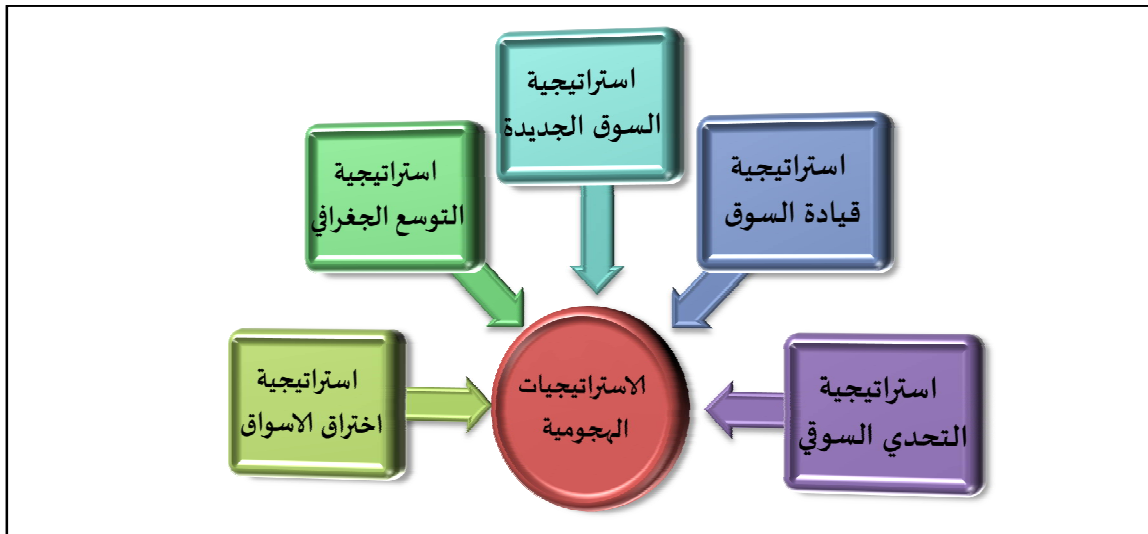 استراتيجية
السوق الجديدة
استراتيجية
قيادة السوق
استراتيجية
التوسع الجغرافي
استراتيجية
التحدي السوقي
الاستراتيجيات
الهجومية
استراتيجية
اختراق الاسواق